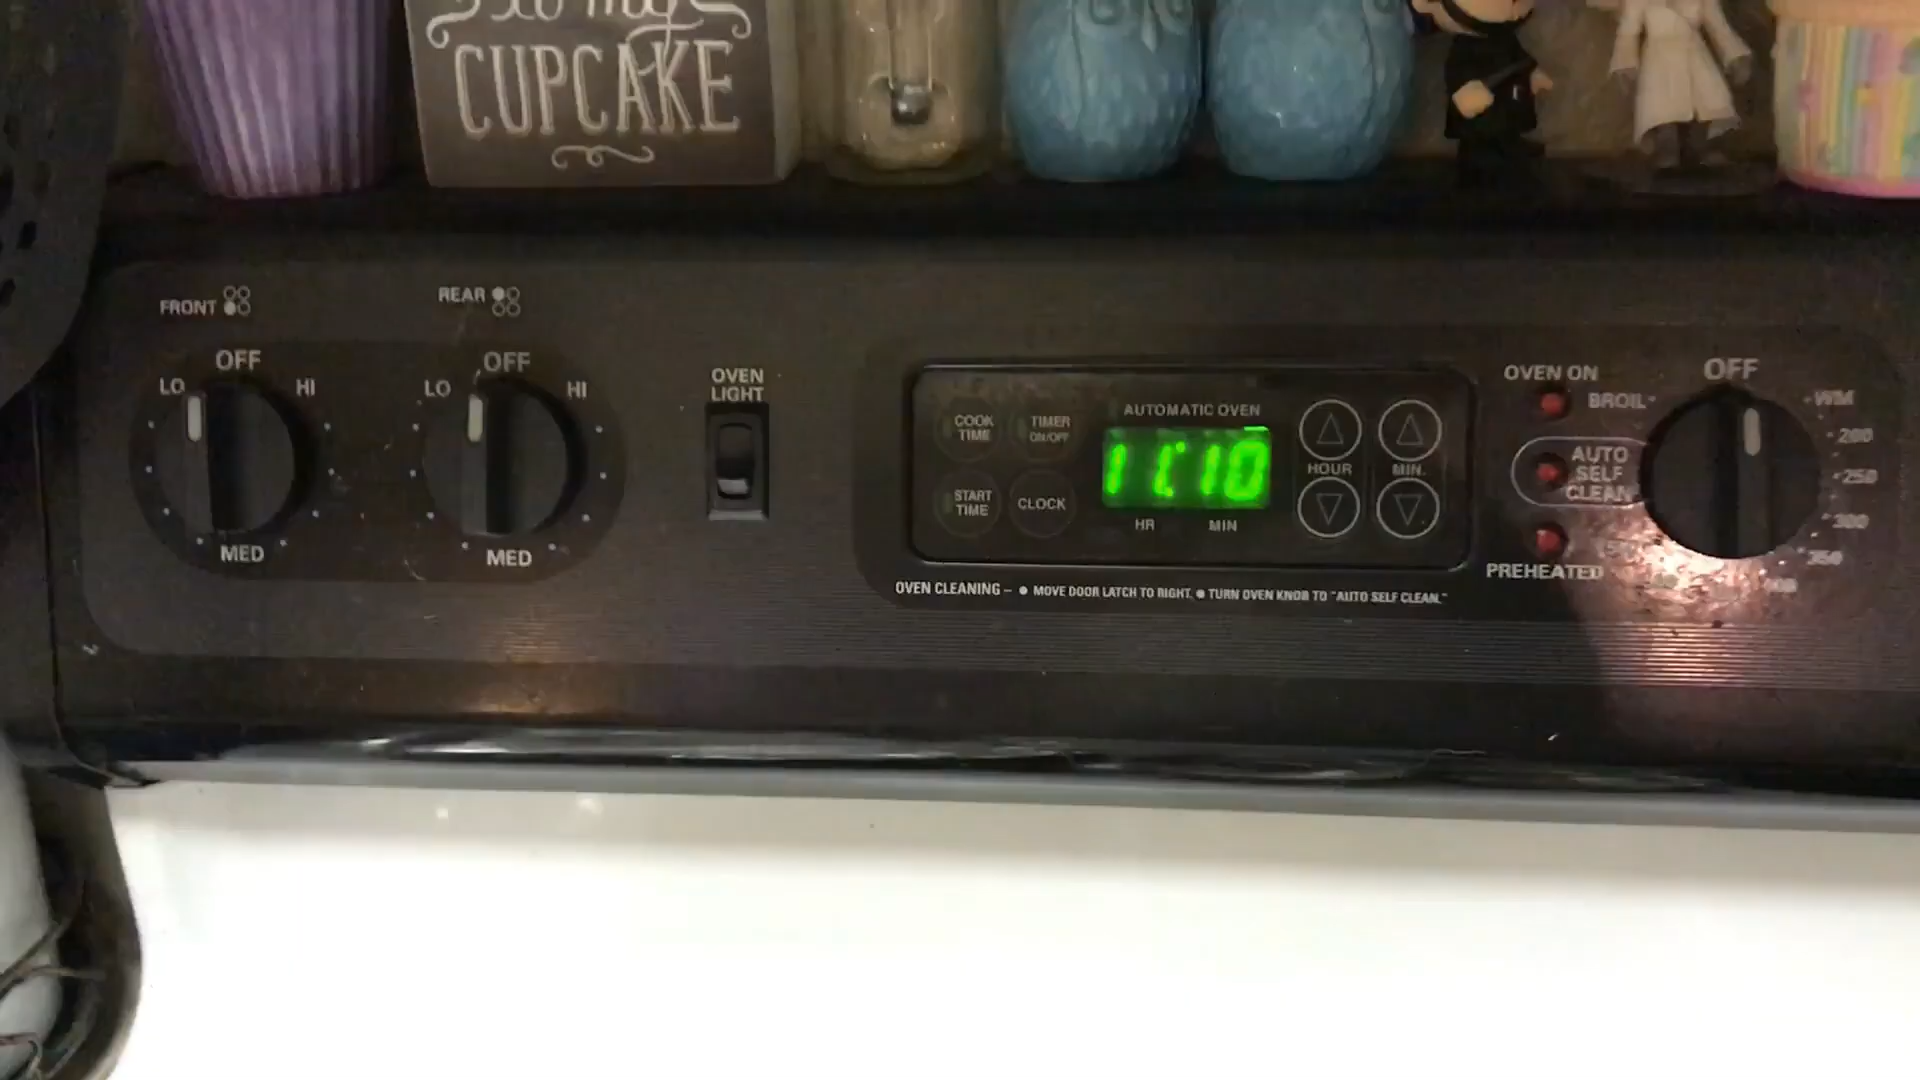 to my
CUPCAKE
FRONT
OFF
LO
HI
MED
REAR
OFF
LO
HI
MED
OVEN
LIGHT
COOK
TIME
TIMER
ON/OFF
START
TIME
CLOCK
AUTOMATIC OVEN
11:10
HR
MIN
HOUR
MIN.
OVEN CLEANING – ● MOVE DOOR LATCH TO RIGHT. ● TURN OVEN KNOB TO "AUTO SELF CLEAN."
OVEN ON
BROIL
AUTO
SELF
CLEAN
PREHEATED
OFF
WM
200
250
300
350